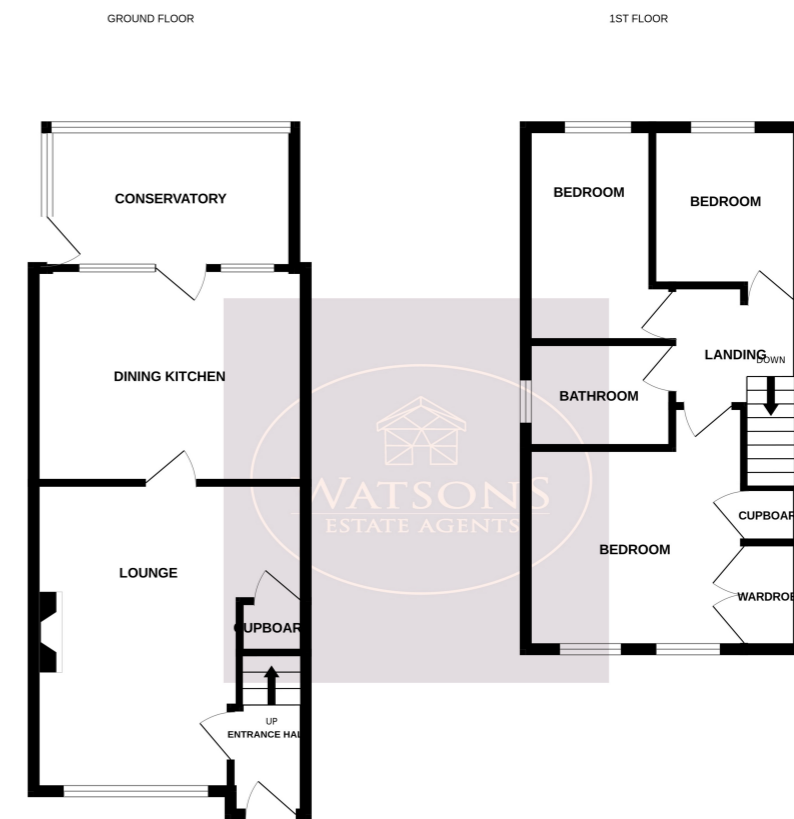 GROUND FLOOR
1ST FLOOR
CONSERVATORY
DINING KITCHEN
LOUNGE
CUPBOAR
UP
ENTRANCE HAL
BEDROOM
BEDROOM
LANDING
DOWN
BATHROOM
BEDROOM
CUPBOAR
WARDROB
WATSONS
ESTATE AGENTS